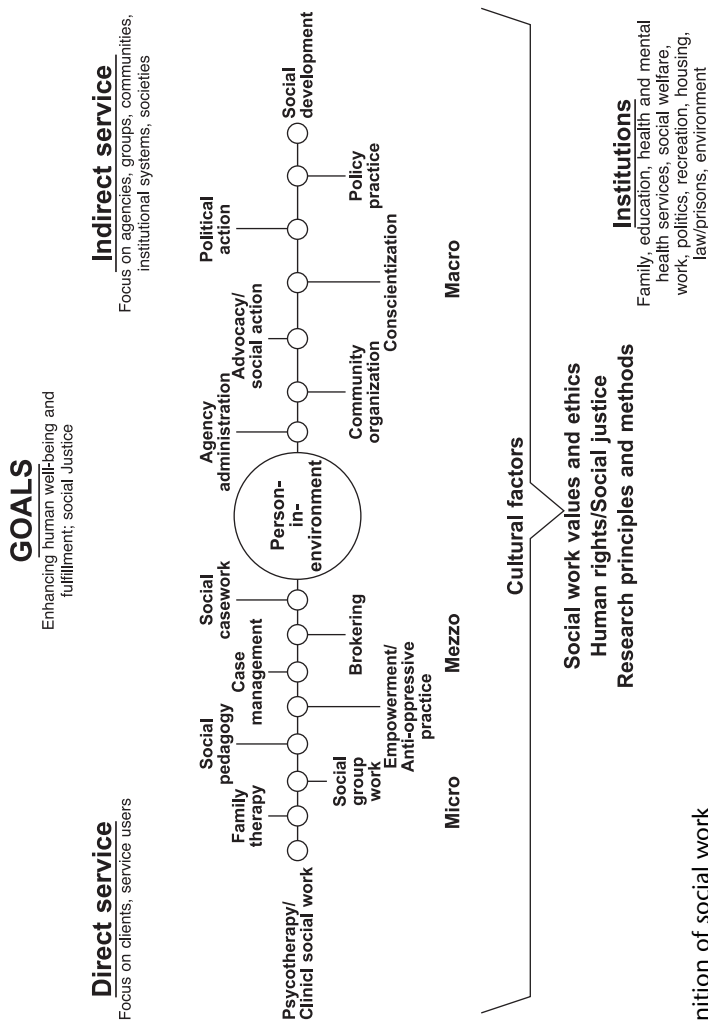 GOALS
Enhancing human well-being and
fulfillment; social Justice
Direct service
Focus on clients, service users
Indirect service
Focus on agencies, groups, communities,
institutional systems, societies
Psycotherapy/
Clinicl social work
Family
therapy
Social
group
work
Social
pedagogy
Empowerment/
Anti-oppressive
practice
Case
management
Brokering
Social
casework
Person-
in-
environment
Agency
administration
Community
organization
Advocacy/
social action
Conscientization
Political
action
Policy
practice
Social
development
Micro
Mezzo
Macro
Cultural factors
Social work values and ethics
Human rights/Social justice
Research principles and methods
Institutions
Family, education, health and mental
health services, social welfare,
work, politics, recreation, housing,
law/prisons, environment
nition of social work